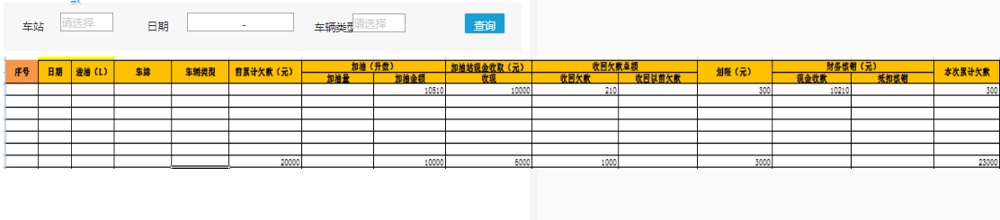 车站 请选择 日期 - 车辆类型 请选择 查询
序号 日期 进油（L） 车牌 车辆类型 前累计欠款（元） 加油（升数） 加油站现金收取（元） 收回欠款总额 划账（元） 财务核销（元） 本次累计欠款
加油量 加油金额 收现 收回欠款 收回以前欠款 现金收款 抵扣核销
10510 10000 210 300 10210 300
20000 10000 6000 1000 3000 23000